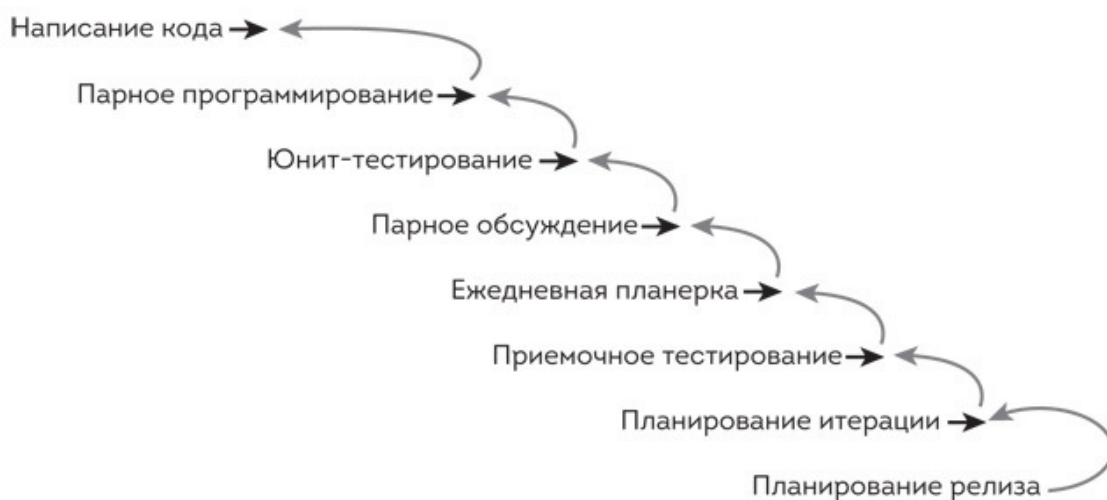 Написание кода
Парное программирование
Юнит-тестирование
Парное обсуждение
Ежедневная планерка
Приемочное тестирование
Планирование итерации
Планирование релиза